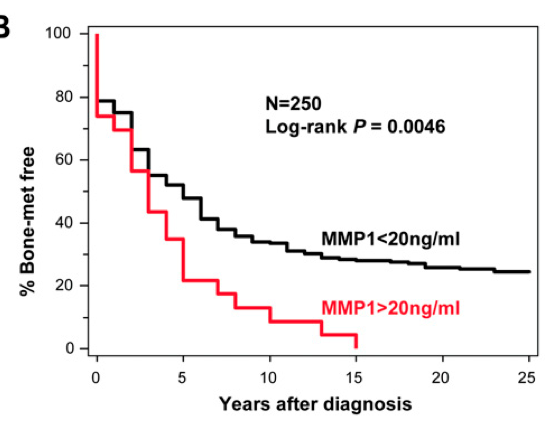 B
100
80
60
40
20
0
% Bone-met free
N=250
Log-rank P = 0.0046
MMP1<20ng/ml
MMP1>20ng/ml
0 5 10 15 20 25
Years after diagnosis